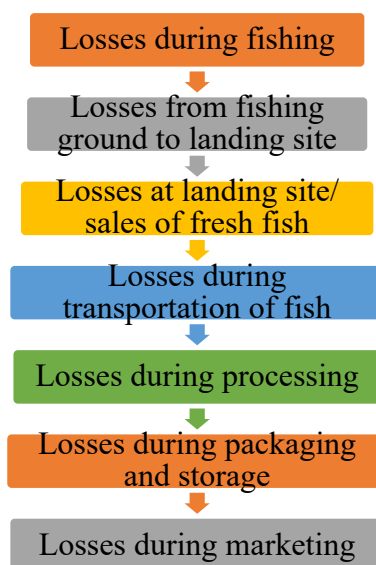 Losses during fishing
Losses from fishing
ground to landing site
Losses at landing site/
sales of fresh fish
Losses during
transportation of fish
Losses during processing
Losses during packaging
and storage
Losses during marketing